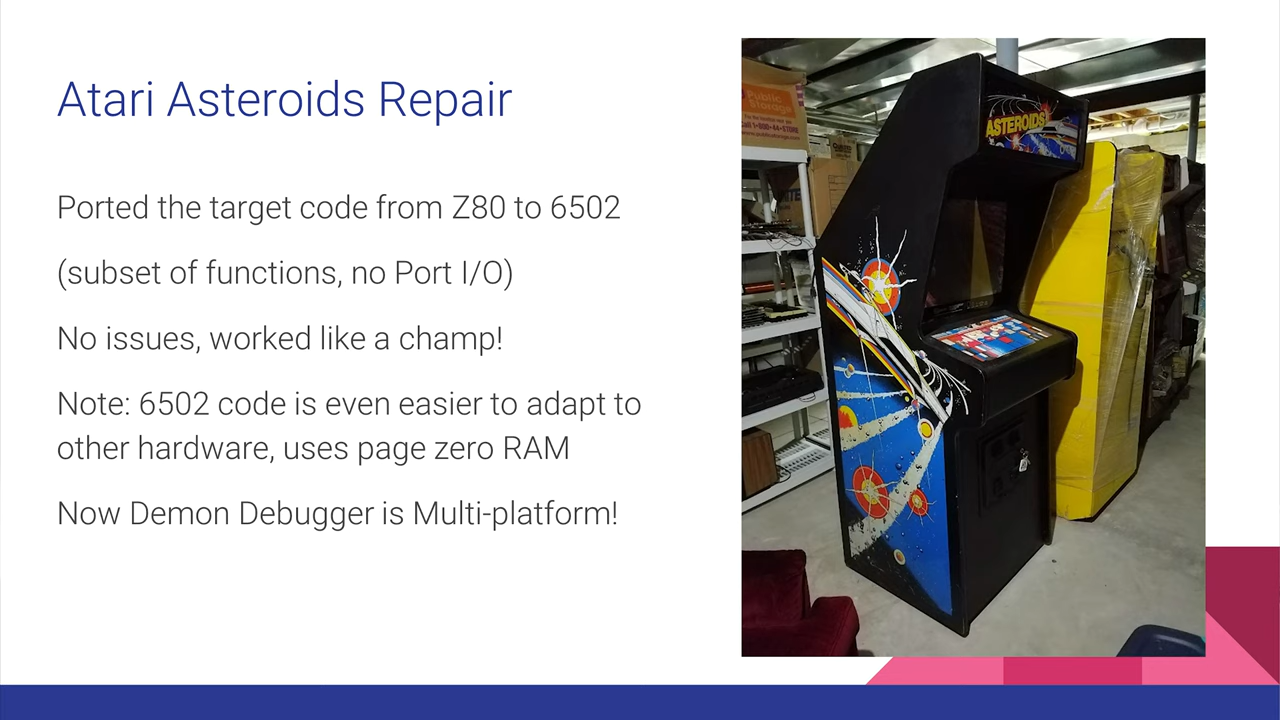 Atari Asteroids Repair
Ported the target code from Z80 to 6502
(subset of functions, no Port I/O)
No issues, worked like a champ!
Note: 6502 code is even easier to adapt to
other hardware, uses page zero RAM
Now Demon Debugger is Multi-platform!
Public
Storage
ASTEROIDS